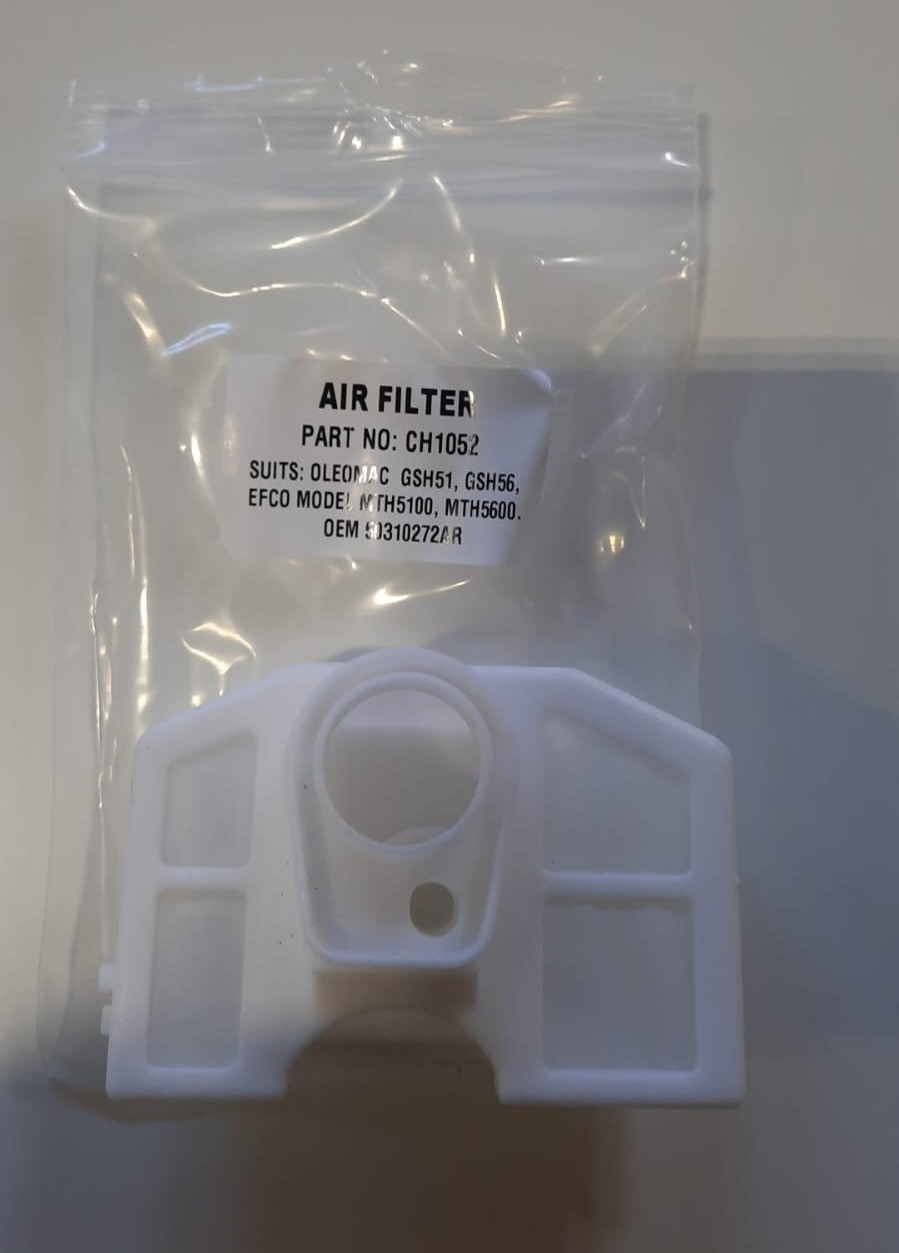 AIR FILTER
PART NO: CH1052
SUITS: OLEOMAC GSH51, GSH56,
EFCO MODEL MTH5100, MTH5600.
OEM 50310272AR